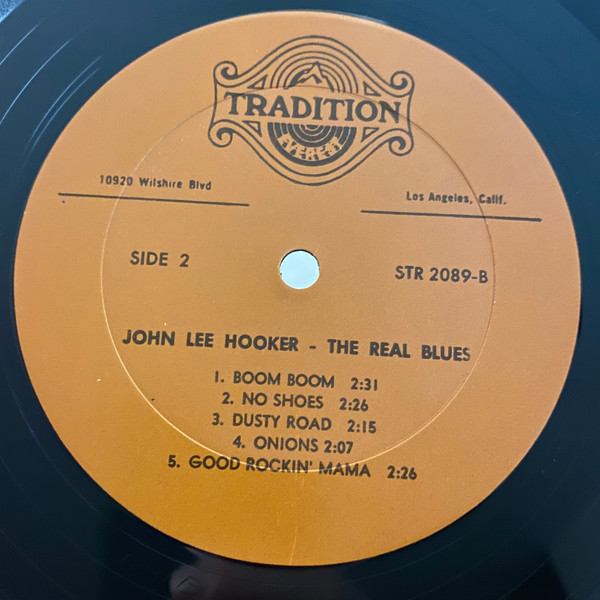 TRADITION
EVEREST
10920 Wilshire Blvd
Los Angeles, Calif.
SIDE 2
STR 2089-B
JOHN LEE HOOKER - THE REAL BLUES
1. BOOM BOOM 2:31
2. NO SHOES 2:26
3. DUSTY ROAD 2:15
4. ONIONS 2:07
5. GOOD ROCKIN' MAMA 2:26